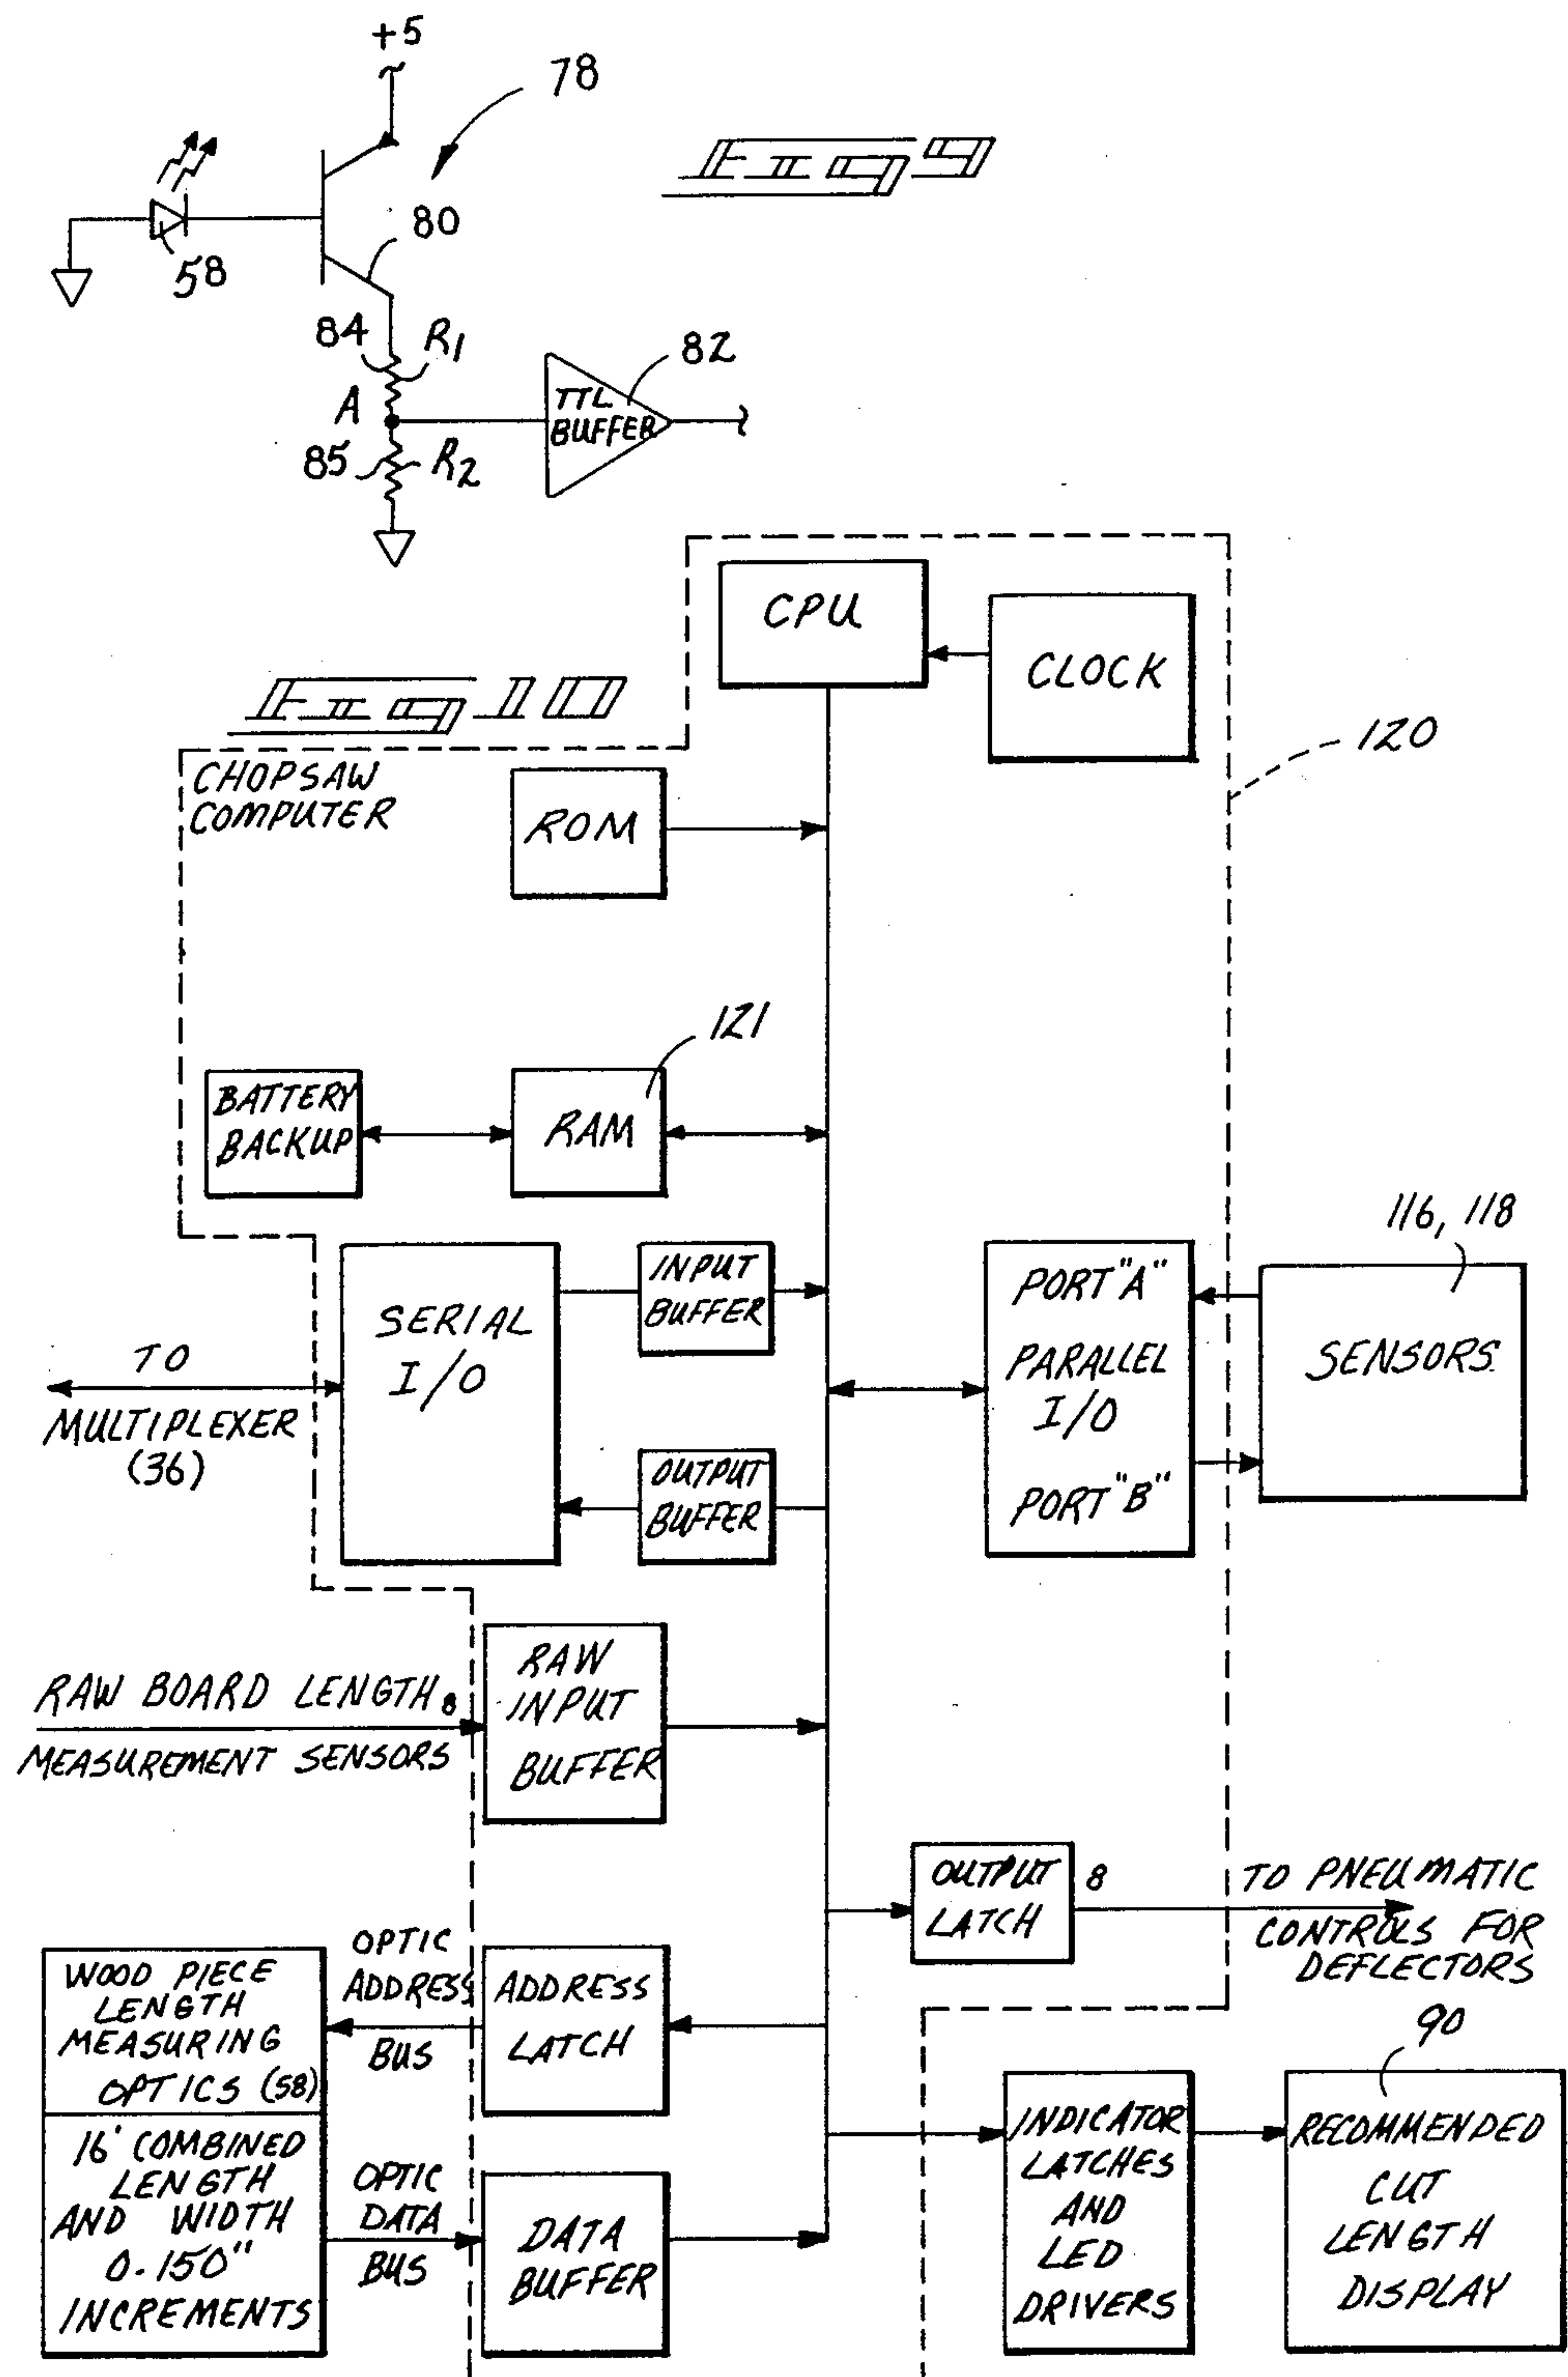 +5
78
Fig 9
58
80
84
R1
82
A
TTL
BUFFER
85
R2
CPU
CLOCK
Fig 10
120
CHOPSAW
COMPUTER
ROM
121
BATTERY
BACKUP
RAM
116, 118
SERIAL
I/O
INPUT
BUFFER
PORT "A"
PARALLEL
I/O
PORT "B"
SENSORS
TO
MULTIPLEXER
(36)
OUTPUT
BUFFER
RAW BOARD LENGTH 8
MEASUREMENT SENSORS
RAW
INPUT
BUFFER
OUTPUT
LATCH
8
TO PNEUMATIC
CONTROLS FOR
DEFLECTORS
WOOD PIECE
LENGTH
MEASURING
OPTICS (58)
OPTIC
ADDRESS
BUS
ADDRESS
LATCH
90
16' COMBINED
LENGTH
AND WIDTH
0.150"
INCREMENTS
OPTIC
DATA
BUS
DATA
BUFFER
INDICATOR
LATCHES
AND
LED
DRIVERS
RECOMMENDED
CUT
LENGTH
DISPLAY